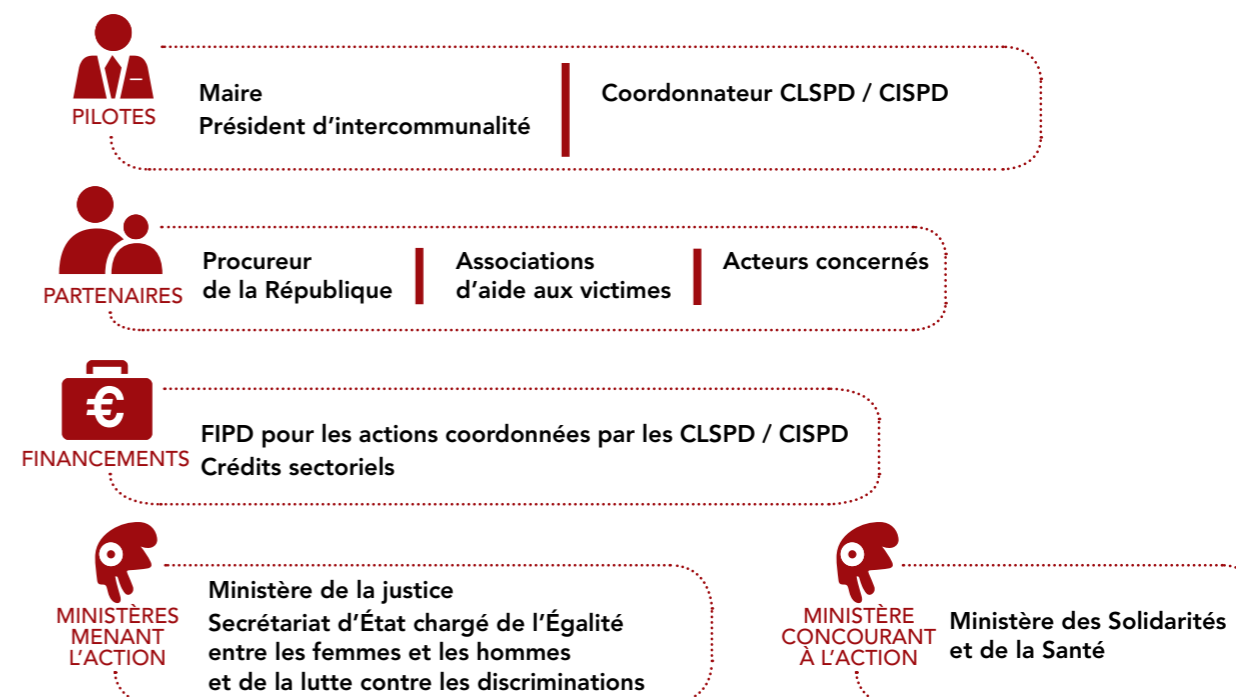 PILOTES
Maire
Président d’intercommunalité
Coordonnateur CLSPD / CISPD
PARTENAIRES
Procureur
de la République
Associations
d’aide aux victimes
Acteurs concernés
€
FINANCEMENTS
FIPD pour les actions coordonnées par les CLSPD / CISPD
Crédits sectoriels
MINISTÈRES
MENANT
L’ACTION
Ministère de la justice
Secrétariat d’État chargé de l’Égalité
entre les femmes et les hommes
et de la lutte contre les discriminations
MINISTÈRE
CONCOURANT
À L’ACTION
Ministère des Solidarités
et de la Santé